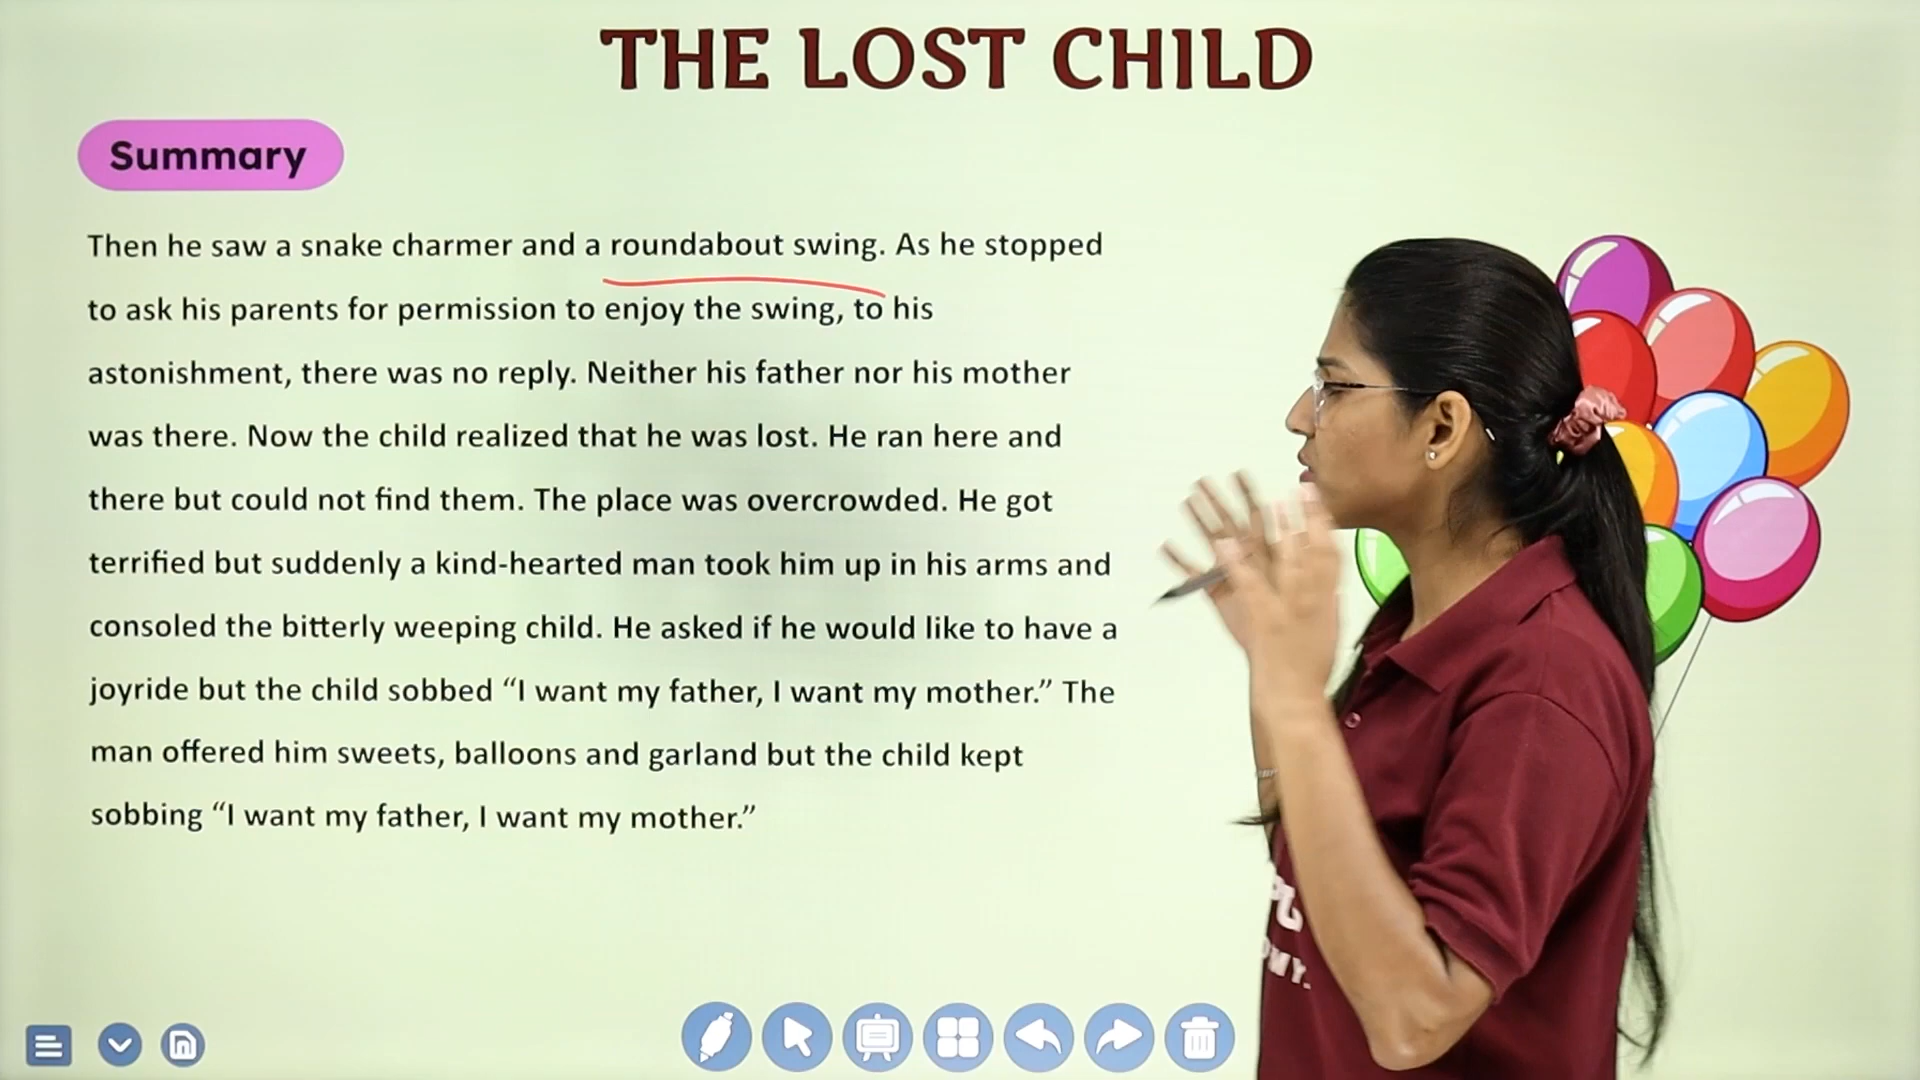 THE LOST CHILD
Summary
Then he saw a snake charmer and a roundabout swing. As he stopped
to ask his parents for permission to enjoy the swing, to his
astonishment, there was no reply. Neither his father nor his mother
was there. Now the child realized that he was lost. He ran here and
there but could not find them. The place was overcrowded. He got
terrified but suddenly a kind-hearted man took him up in his arms and
consoled the bitterly weeping child. He asked if he would like to have a
joyride but the child sobbed “I want my father, I want my mother.” The
man offered him sweets, balloons and garland but the child kept
sobbing “I want my father, I want my mother.”